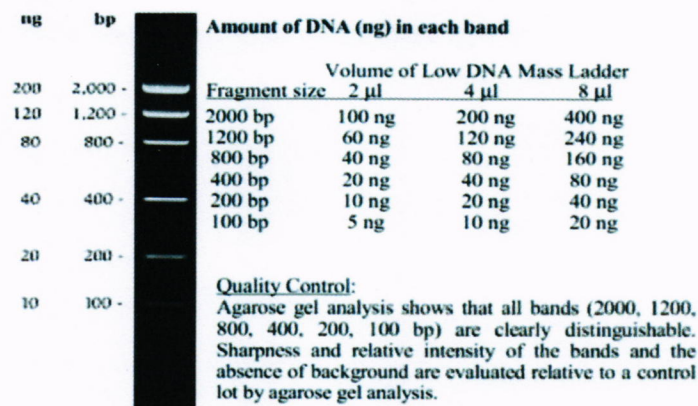 ng bp
200 2,000 -
120 1,200 -
80 800 -
40 400 -
20 200 -
10 100 -
Amount of DNA (ng) in each band
Volume of Low DNA Mass Ladder
Fragment size 2 µl 4 µl 8 µl
2000 bp 100 ng 200 ng 400 ng
1200 bp 60 ng 120 ng 240 ng
800 bp 40 ng 80 ng 160 ng
400 bp 20 ng 40 ng 80 ng
200 bp 10 ng 20 ng 40 ng
100 bp 5 ng 10 ng 20 ng
Quality Control:
Agarose gel analysis shows that all bands (2000, 1200,
800, 400, 200, 100 bp) are clearly distinguishable.
Sharpness and relative intensity of the bands and the
absence of background are evaluated relative to a control
lot by agarose gel analysis.